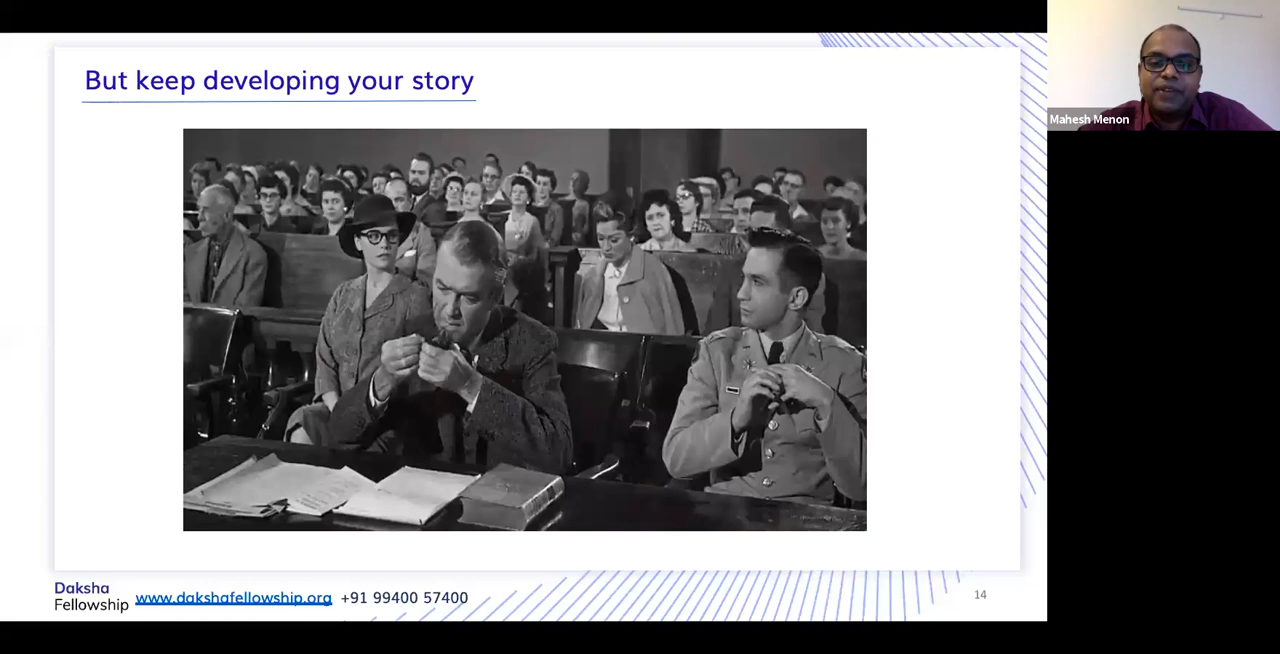 But keep developing your story
Mahesh Menon
Daksha
Fellowship
www.dakshafellowship.org +91 99400 57400
14